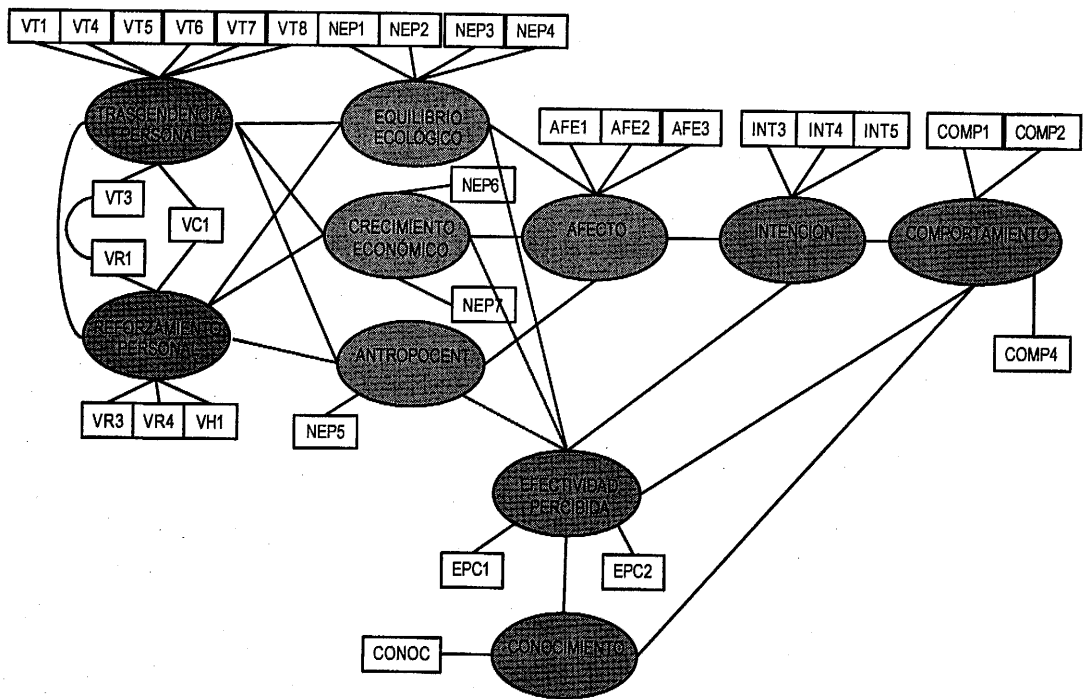 VT1 VT4 VT5 VT6 VT7 VT8 NEP1 NEP2 NEP3 NEP4
TRASCENDENCIA
PERSONAL
EQUILIBRIO
ECOLÓGICO
AFE1 AFE2 AFE3
INT3 INT4 INT5
COMP1 COMP2
VT3
VC1
VR1
NEP6
CRECIMIENTO
ECONÓMICO
NEP7
AFECTO
INTENCION
COMPORTAMIENTO
COMP4
REFORZAMIENTO
PERSONAL
ANTROPOCENT.
VR3 VR4 VH1
NEP5
EFECTIVIDAD
PERCIBIDA
EPC1
EPC2
CONOC
CONOCIMIENTO